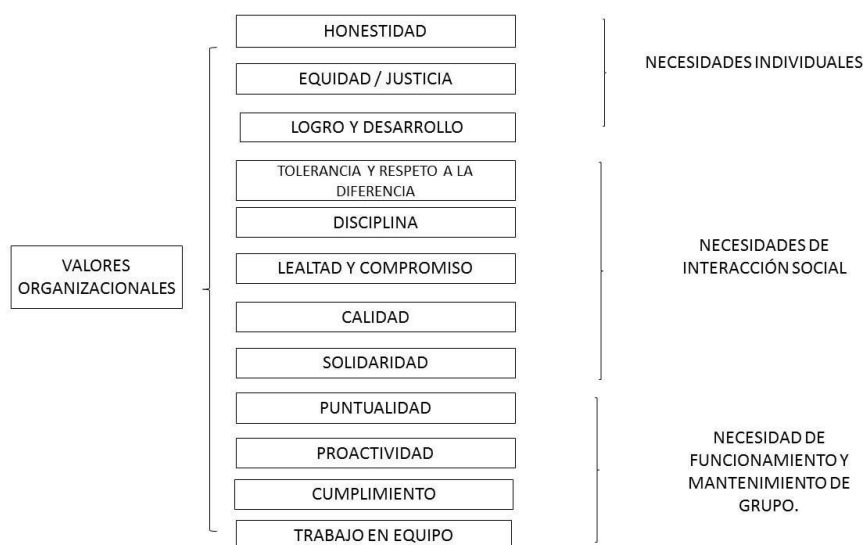 HONESTIDAD
EQUIDAD / JUSTICIA
LOGRO Y DESARROLLO
TOLERANCIA Y RESPETO A LA
DIFERENCIA
DISCIPLINA
LEALTAD Y COMPROMISO
CALIDAD
SOLIDARIDAD
PUNTUALIDAD
PROACTIVIDAD
CUMPLIMIENTO
TRABAJO EN EQUIPO
VALORES
ORGANIZACIONALES
NECESIDADES INDIVIDUALES
NECESIDADES DE
INTERACCIÓN SOCIAL
NECESIDAD DE
FUNCIONAMIENTO Y
MANTENIMIENTO DE
GRUPO.